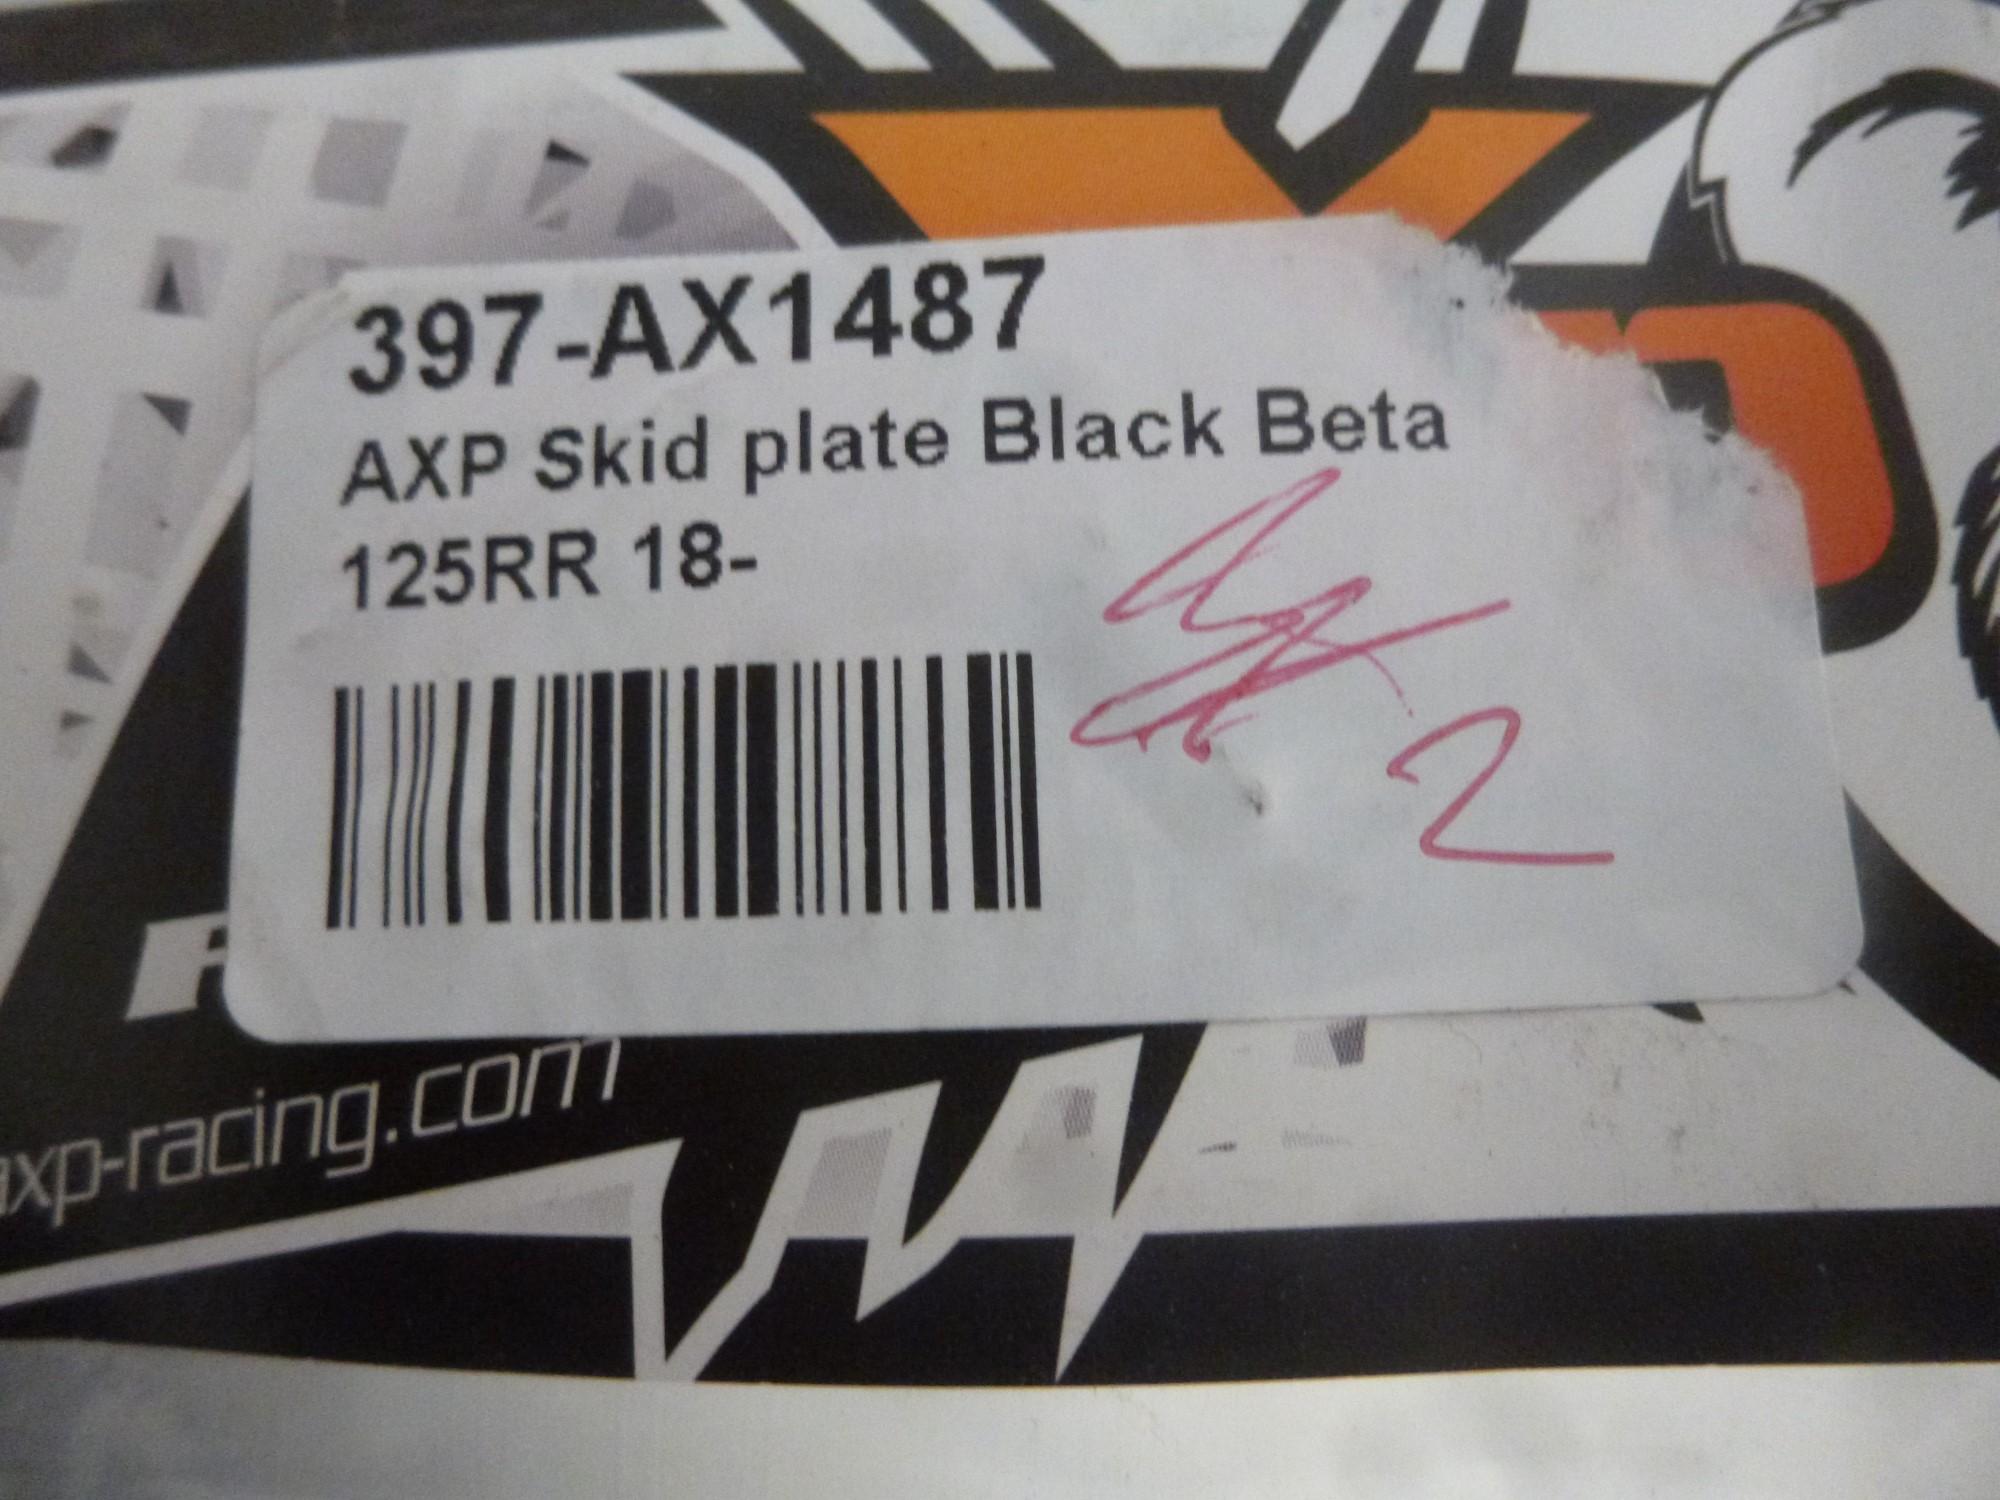 397-AX1487
AXP Skid plate Black Beta
125RR 18-
2
axp-racing.com